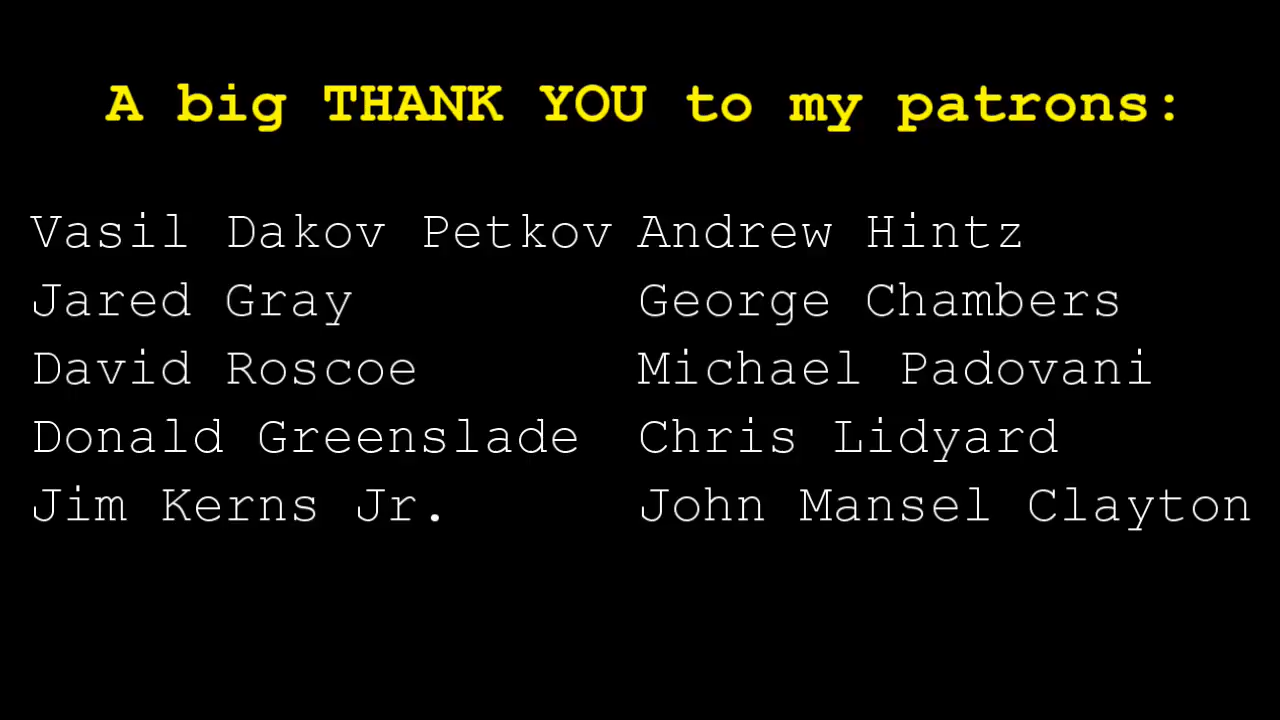 A big THANK YOU to my patrons:
Vasil Dakov Petkov
Jared Gray
David Roscoe
Donald Greenslade
Jim Kerns Jr.
Andrew Hintz
George Chambers
Michael Padovani
Chris Lidyard
John Mansel Clayton